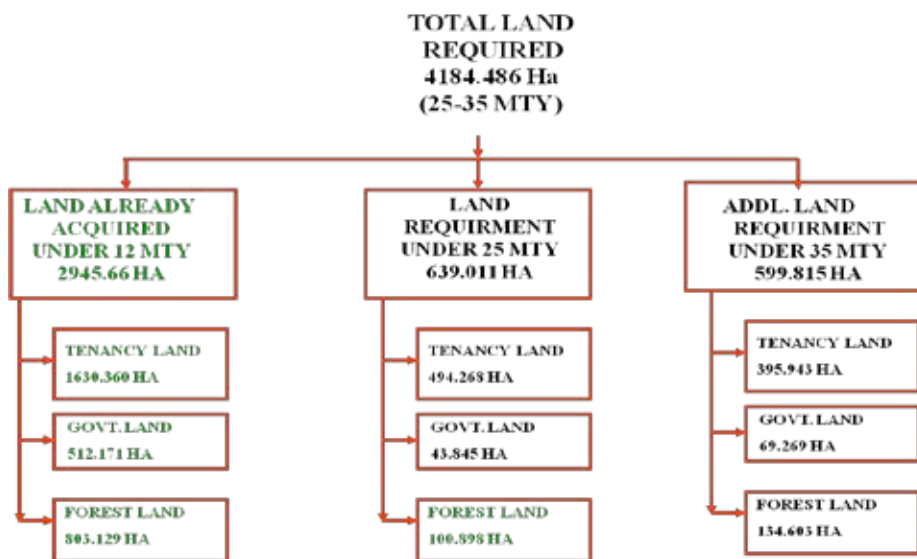 TOTAL LAND
REQUIRED
4184.486 Ha
(25-35 MTY)
LAND ALREADY
ACQUIRED
UNDER 12 MTY
2945.66 HA
TENANCY LAND
1630.360 HA
GOVT. LAND
512.171 HA
FOREST LAND
803.129 HA
LAND
REQUIRMENT
UNDER 25 MTY
639.011 HA
TENANCY LAND
494.268 HA
GOVT. LAND
43.845 HA
FOREST LAND
100.898 HA
ADDL. LAND
REQUIRMENT
UNDER 35 MTY
599.815 HA
TENANCY LAND
395.943 HA
GOVT. LAND
69.269 HA
FOREST LAND
134.603 HA